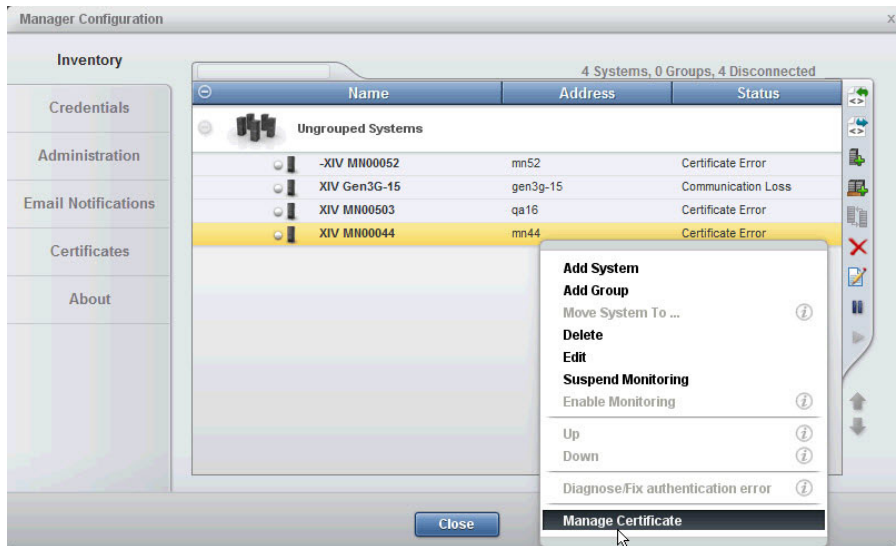 Manager Configuration
x
Inventory
Credentials
Administration
Email Notifications
Certificates
About
4 Systems, 0 Groups, 4 Disconnected
Name Address Status
Ungrouped Systems
-XIV MN00052 mn52 Certificate Error
XIV Gen3G-15 gen3g-15 Communication Loss
XIV MN00503 qa16 Certificate Error
XIV MN00044 mn44 Certificate Error
Add System
Add Group
Move System To ... i
Delete
Edit
Suspend Monitoring
Enable Monitoring i
Up i
Down i
Diagnose/Fix authentication error i
Manage Certificate
Close